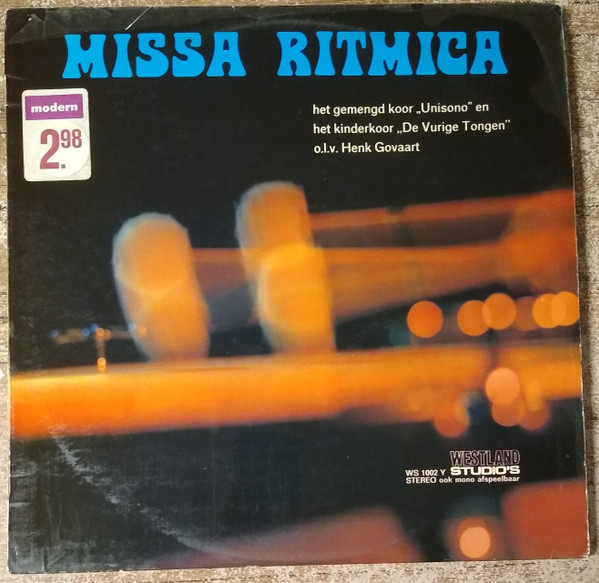 MISSA RITMICA
modern
2.98
het gemengd koor „Unisono” en
het kinderkoor „De Vurige Tongen”
o.l.v. Henk Govaart
WESTLAND
WS 1002 Y STUDIO'S
STEREO ook mono afspeelbaar